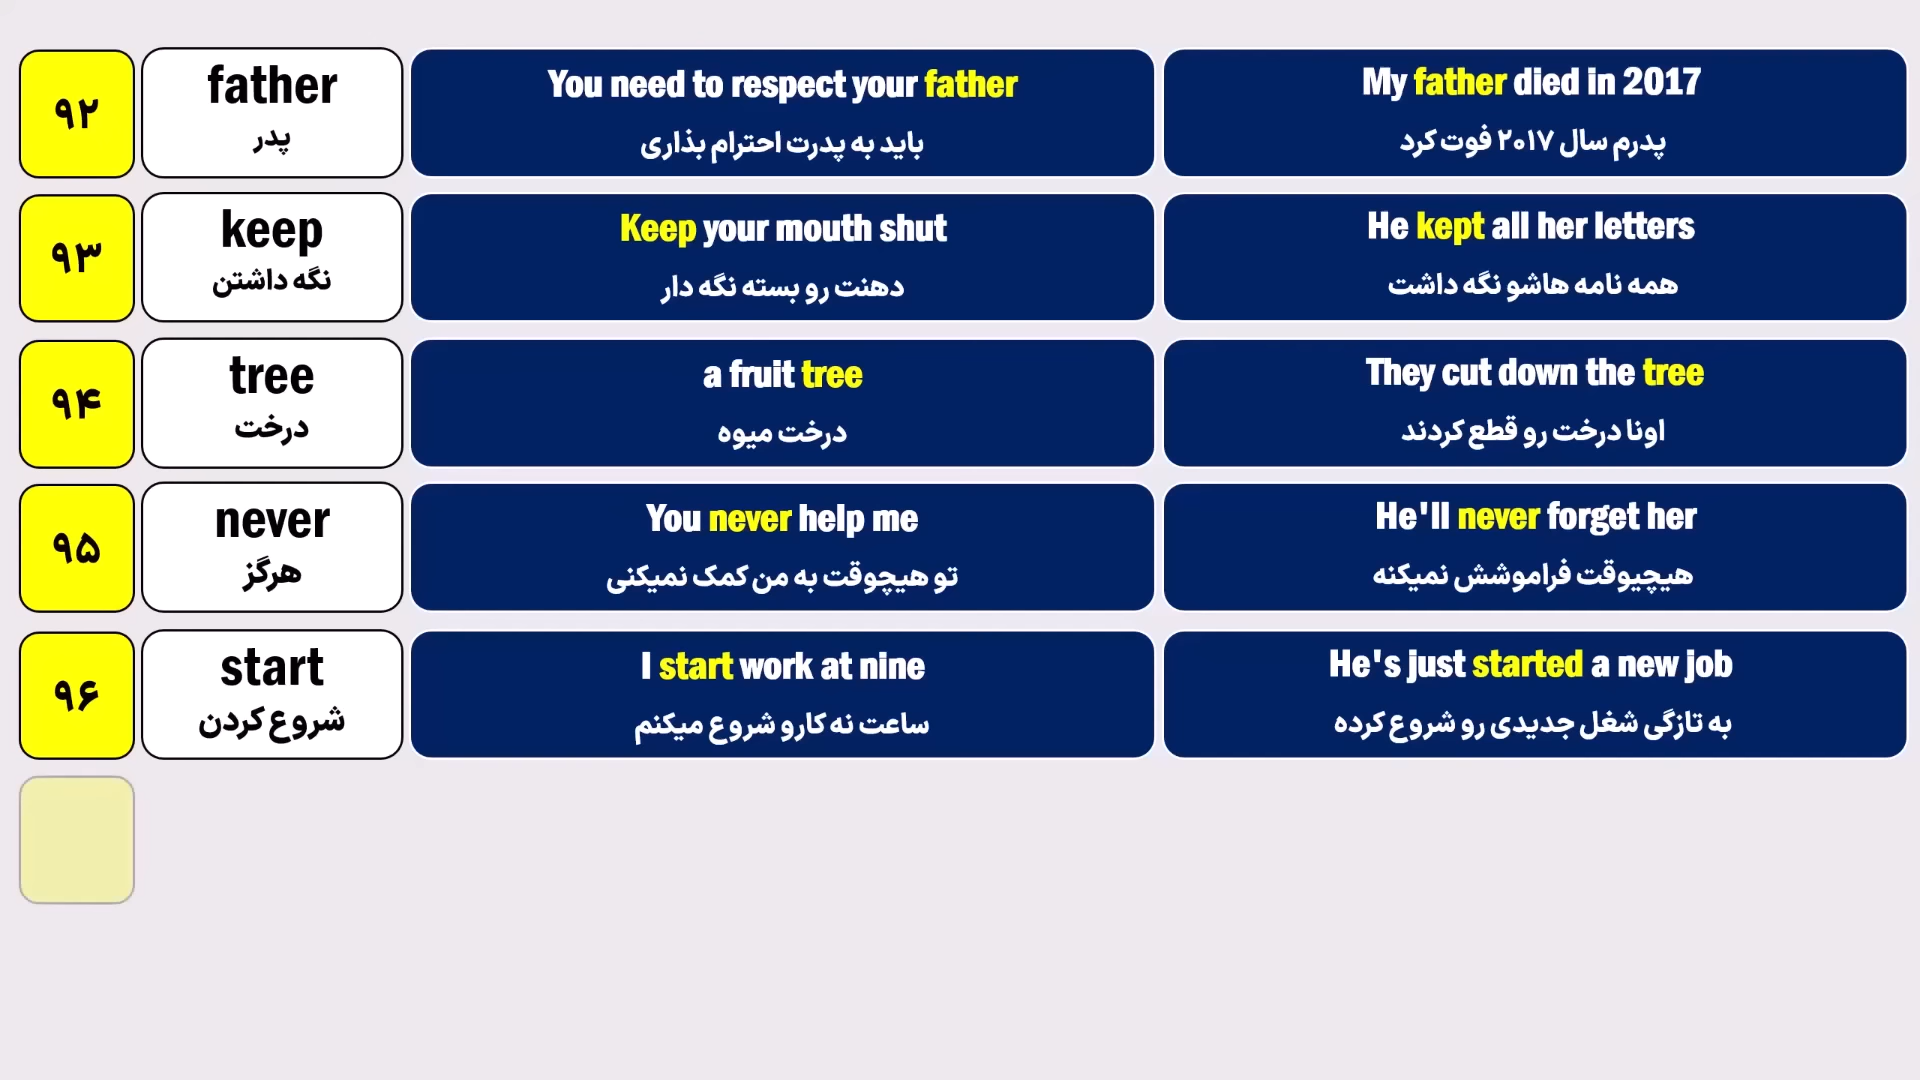 ۹۲
father
پدر
You need to respect your father
باید به پدرت احترام بذاری
My father died in 2017
پدرم سال ۲۰۱۷ فوت کرد
۹۳
keep
نگه داشتن
Keep your mouth shut
دهنت رو بسته نگه دار
He kept all her letters
همه نامه هاشو نگه داشت
۹۴
tree
درخت
a fruit tree
درخت میوه
They cut down the tree
اونا درخت رو قطع کردند
۹۵
never
هرگز
You never help me
تو هیچوقت به من کمک نمیکنی
He'll never forget her
هیچیوقت فراموشش نمیکنه
۹۶
start
شروع کردن
I start work at nine
ساعت نه کارو شروع میکنم
He's just started a new job
به تازگی شغل جدیدی رو شروع کرده